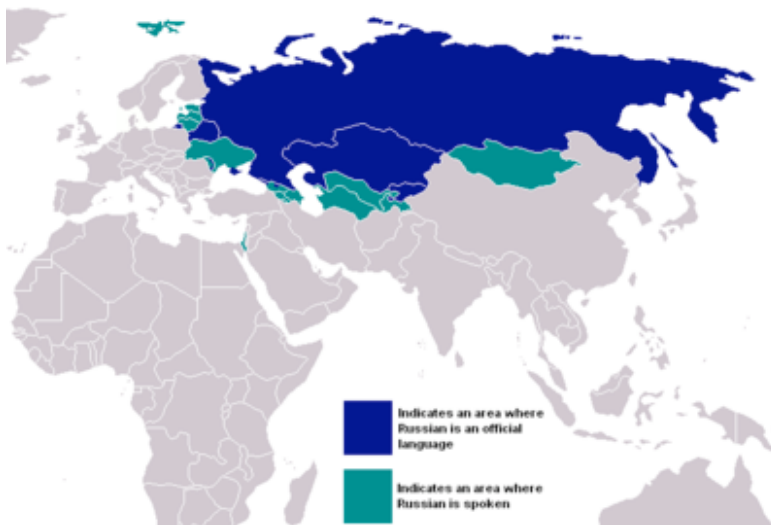 Indicates an area where
Russian is an official
language
Indicates an area where
Russian is spoken